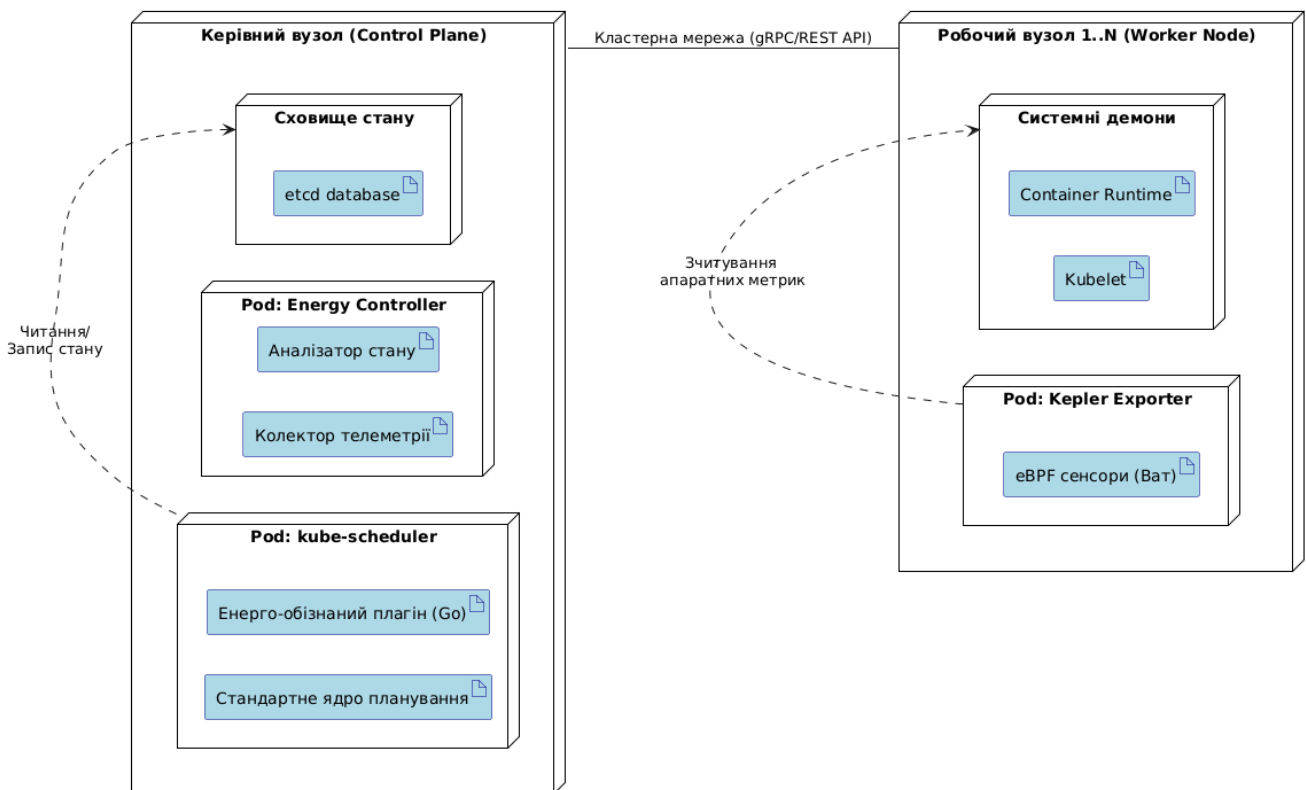 Керівний вузол (Control Plane)
Кластерна мережа (gRPC/REST API)
Робочий вузол 1..N (Worker Node)
Сховище стану
etcd database
Системні демони
Container Runtime
Kubelet
Зчитування
апаратних метрик
Pod: Energy Controller
Аналізатор стану
Колектор телеметрії
Читання/
Запис стану
Pod: Kepler Exporter
eBPF сенсори (Ват)
Pod: kube-scheduler
Енерго-обізнаний плагін (Go)
Стандартне ядро планування